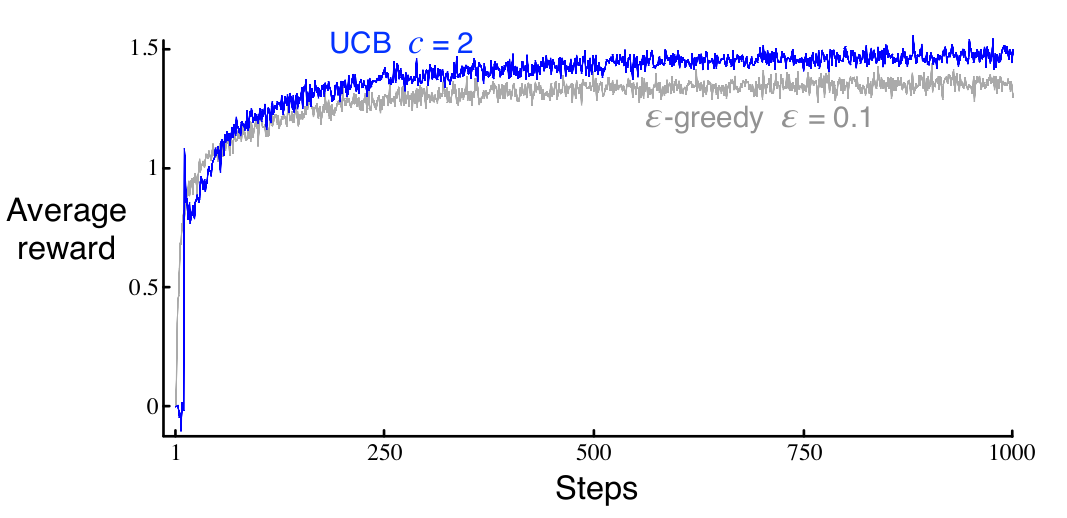 UCB c = 2
1.5
ε-greedy ε = 0.1
1
Average
reward
0.5
0
1
250
500
750
1000
Steps